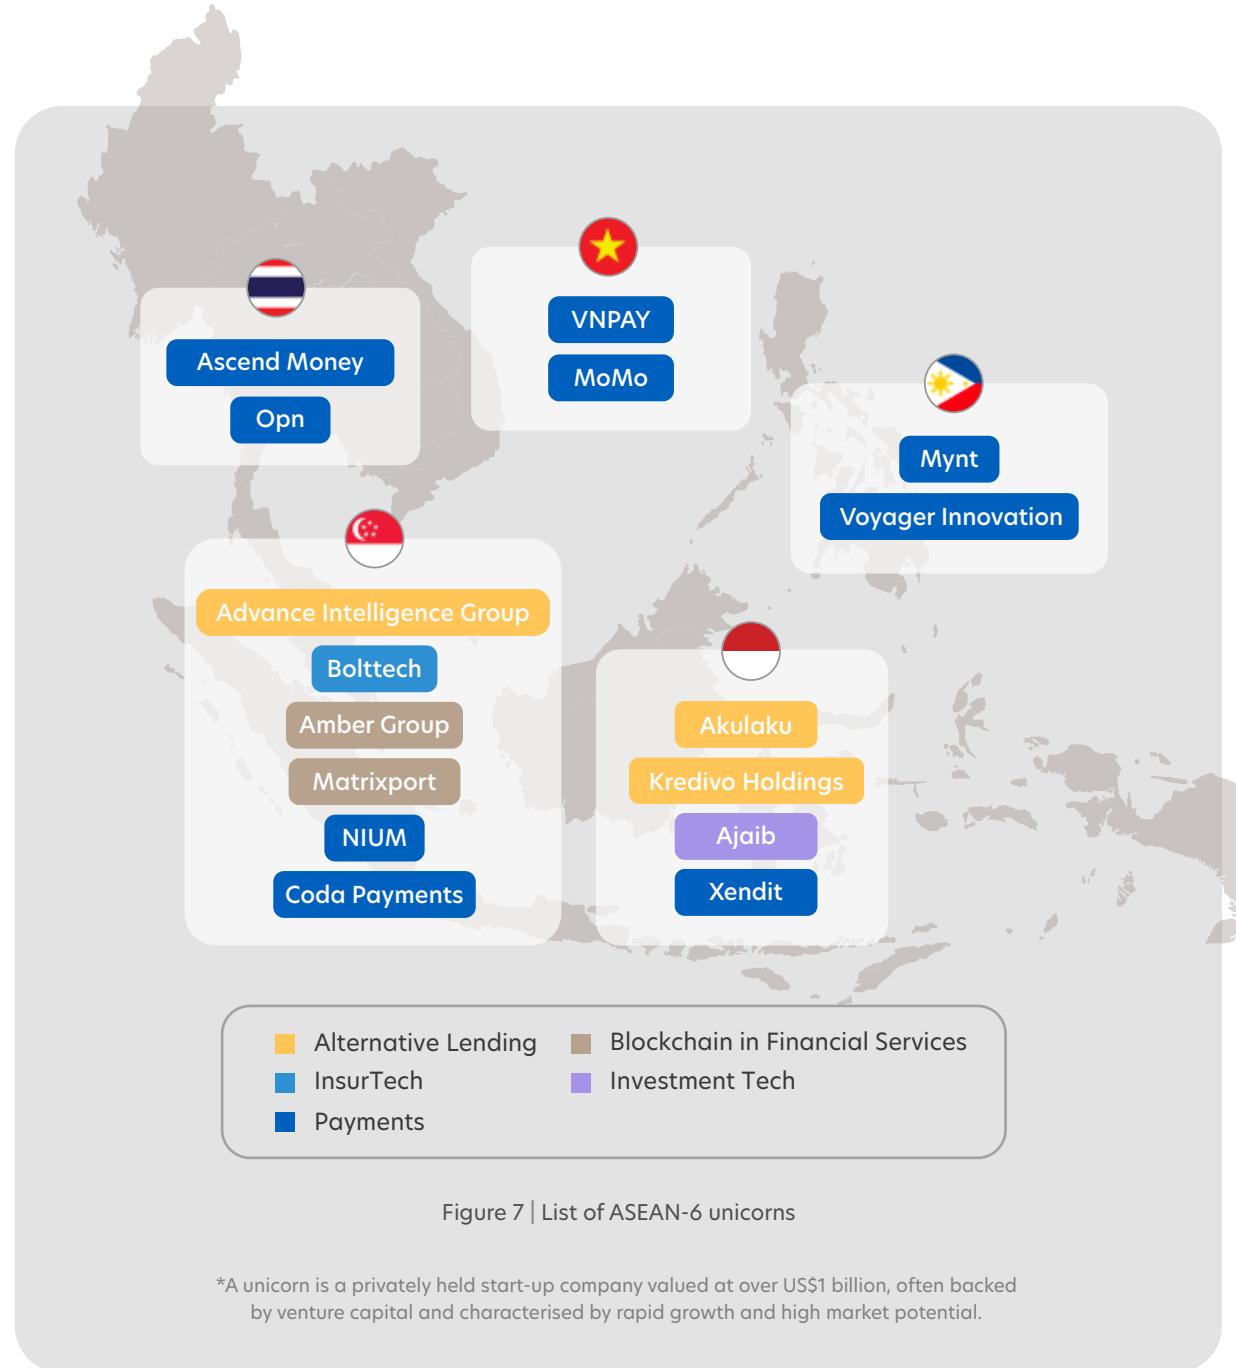 VNPAY
MoMo
Ascend Money
Opn
Mynt
Voyager Innovation
Advance Intelligence Group
Bolttech
Amber Group
Matrixport
NIUM
Coda Payments
Akulaku
Kredivo Holdings
Ajaib
Xendit
Alternative Lending
InsurTech
Payments
Blockchain in Financial Services
Investment Tech
Figure 7 | List of ASEAN-6 unicorns
*A unicorn is a privately held start-up company valued at over US$1 billion, often backed
by venture capital and characterised by rapid growth and high market potential.